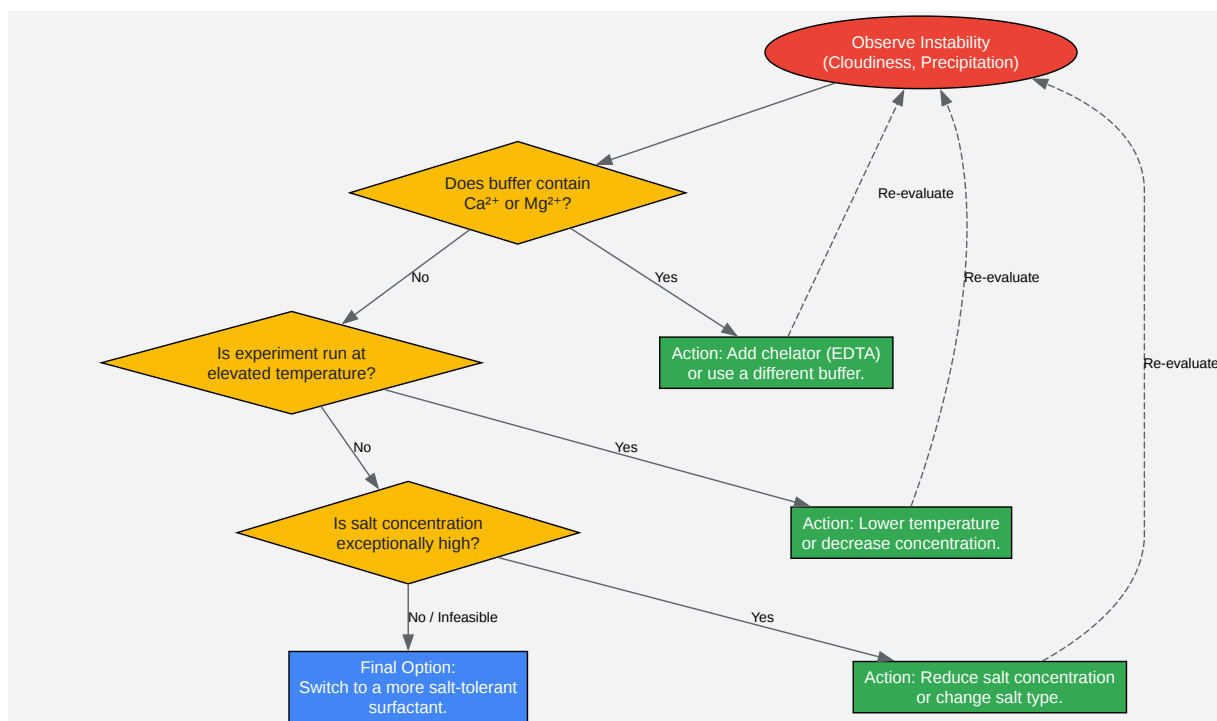 Observe Instability
(Cloudiness, Precipitation)
Does buffer contain
Ca²⁺ or Mg²⁺?
Re-evaluate
No
Yes
Re-evaluate
Is experiment run at
elevated temperature?
Action: Add chelator (EDTA)
or use a different buffer.
Re-evaluate
No
Yes
Is salt concentration
exceptionally high?
Action: Lower temperature
or decrease concentration.
No / Infeasible
Yes
Final Option:
Switch to a more salt-tolerant
surfactant.
Action: Reduce salt concentration
or change salt type.